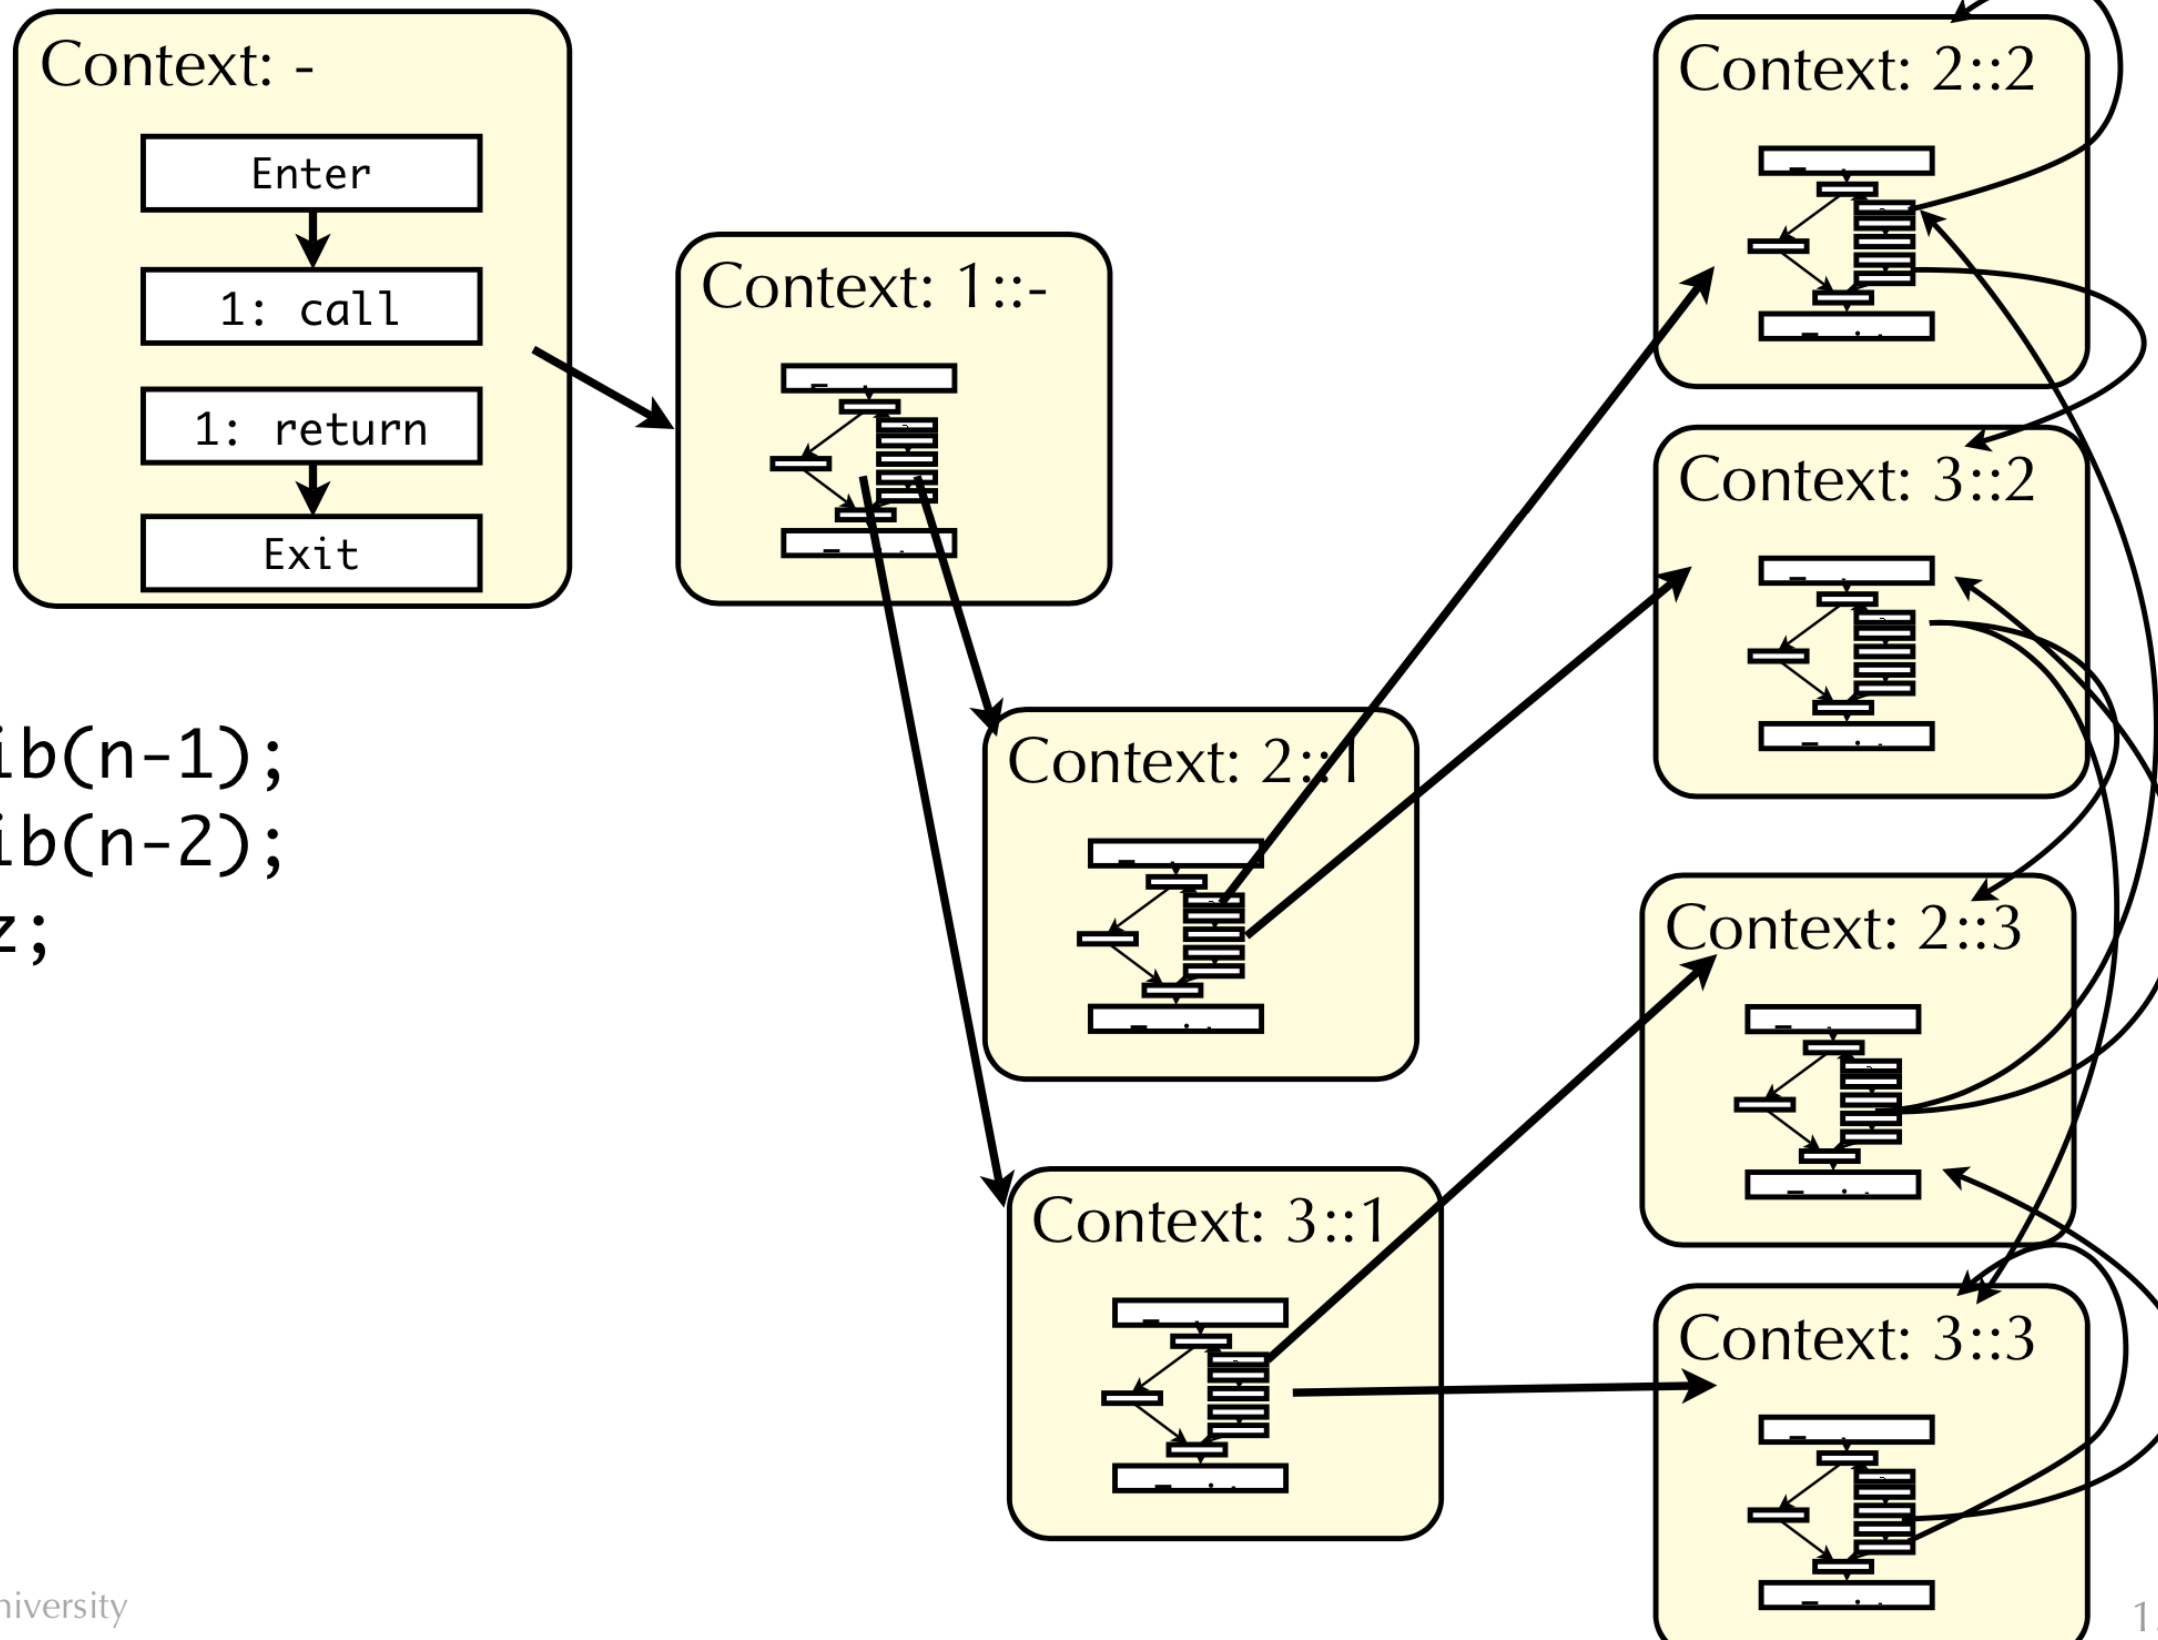 Context: -
Enter
1: call
1: return
Exit
Context: 1::-
Context: 2::1
Context: 3::1
Context: 2::2
Context: 3::2
Context: 2::3
Context: 3::3
ib(n-1);
ib(n-2);
z;
niversity
1